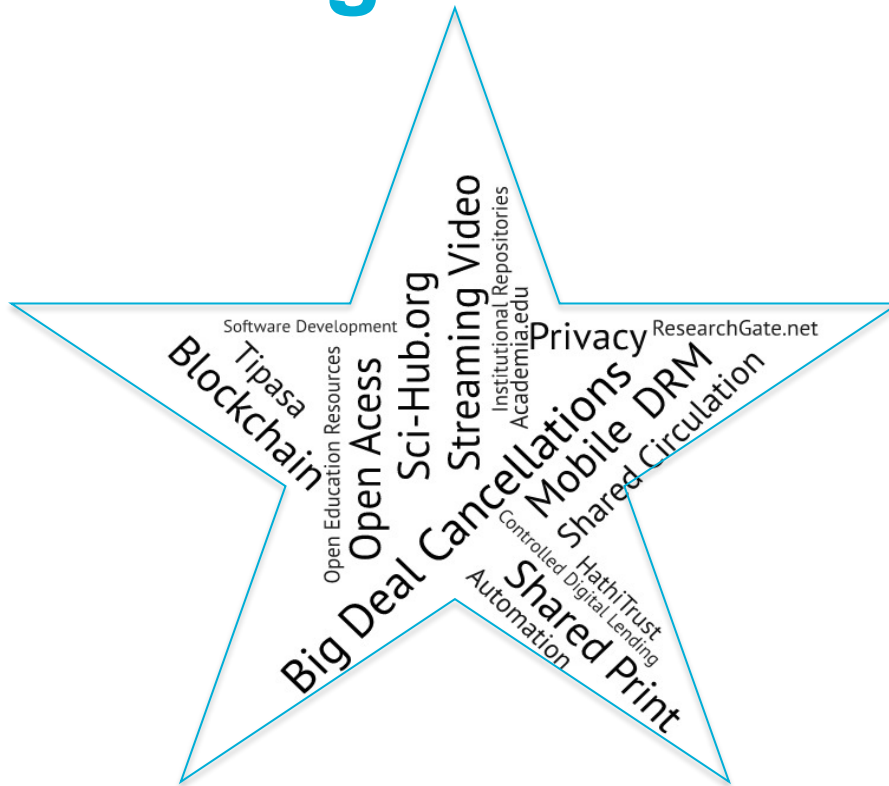 g
Streaming Video
Institutional Repositories
Academia.edu
Sci-Hub.org
Software Development
Privacy
ResearchGate.net
Tipasa
Blockchain
Open Education Resources
Open Acess
Big Deal Cancellations
Mobile
DRM
Shared Circulation
Controlled Digital Lending
HathiTrust
Shared Print
Automation